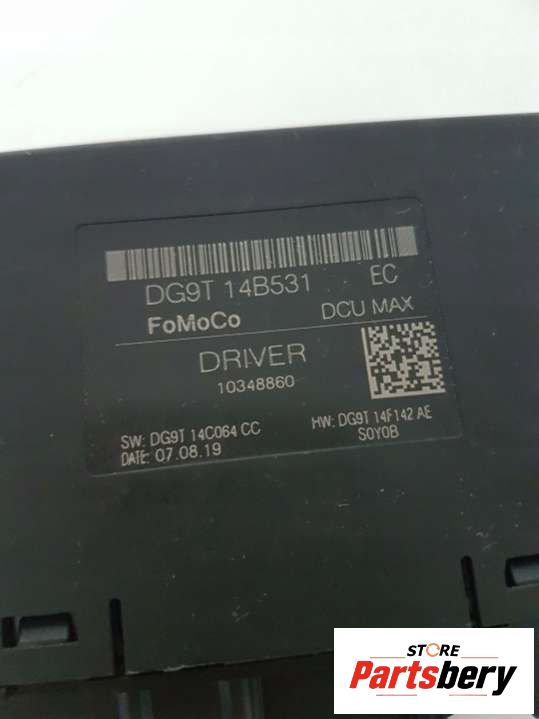 DG9T 14B531 EC
FoMoCo DCU MAX
DRIVER
10348860
SW: DG9T 14C064 CC
DATE: 07.08.19
HW: DG9T 14F142 AE
S0Y0B
STORE
Partsbery